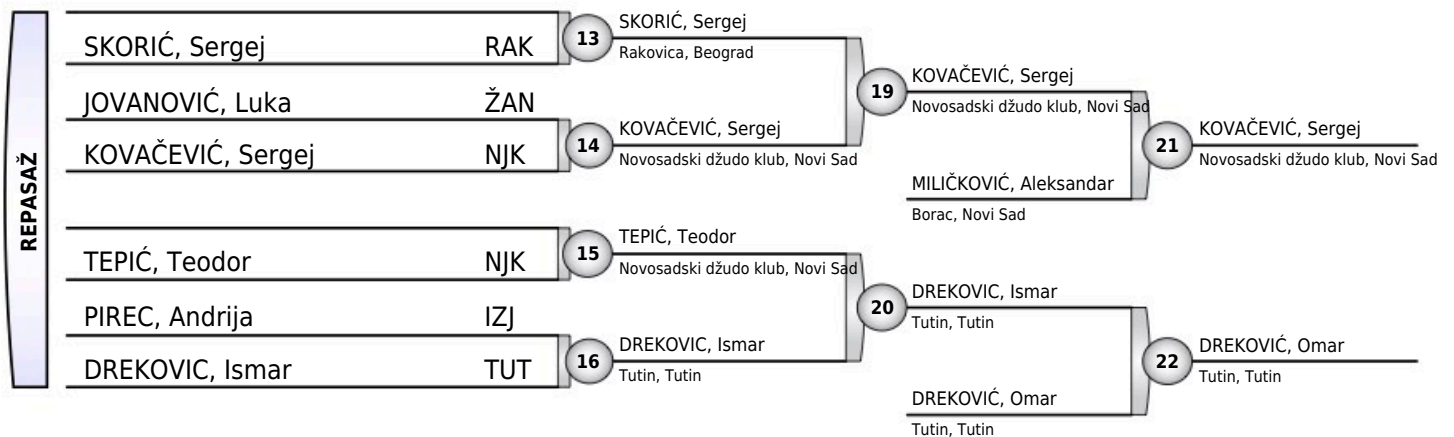 REPASAŽ
SKORIĆ, Sergej RAK
JOVANOVIĆ, Luka ŽAN
KOVAČEVIĆ, Sergej NJK
TEPIĆ, Teodor NJK
PIREC, Andrija IZJ
DREKOVIC, Ismar TUT
13
SKORIĆ, Sergej
Rakovica, Beograd
14
KOVAČEVIĆ, Sergej
Novosadski džudo klub, Novi Sad
15
TEPIĆ, Teodor
Novosadski džudo klub, Novi Sad
16
DREKOVIC, Ismar
Tutin, Tutin
19
KOVAČEVIĆ, Sergej
Novosadski džudo klub, Novi Sad
MILIČKOVIĆ, Aleksandar
Borac, Novi Sad
20
DREKOVIC, Ismar
Tutin, Tutin
DREKOVIĆ, Omar
Tutin, Tutin
21
KOVAČEVIĆ, Sergej
Novosadski džudo klub, Novi Sad
22
DREKOVIĆ, Omar
Tutin, Tutin